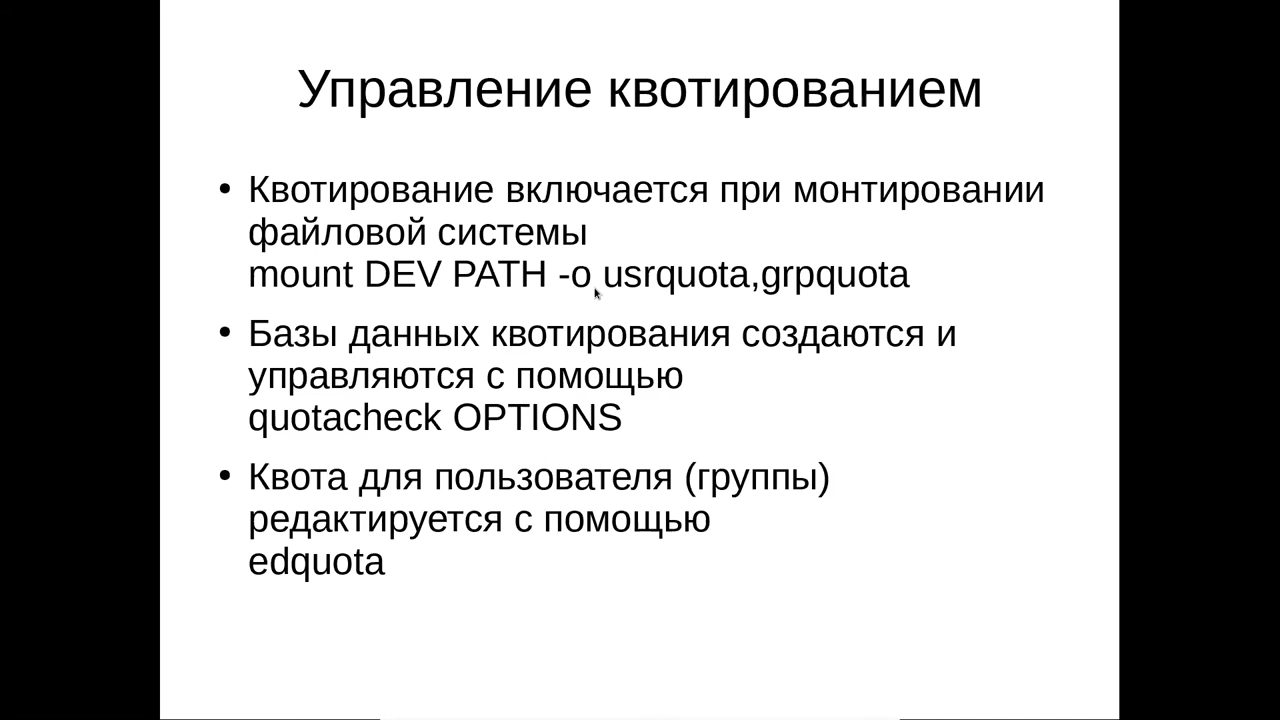 Управление квотированием
• Квотирование включается при монтировании
файловой системы
mount DEV PATH -o usrquota,grpquota
• Базы данных квотирования создаются и
управляются с помощью
quotacheck OPTIONS
• Квота для пользователя (группы)
редактируется с помощью
edquota